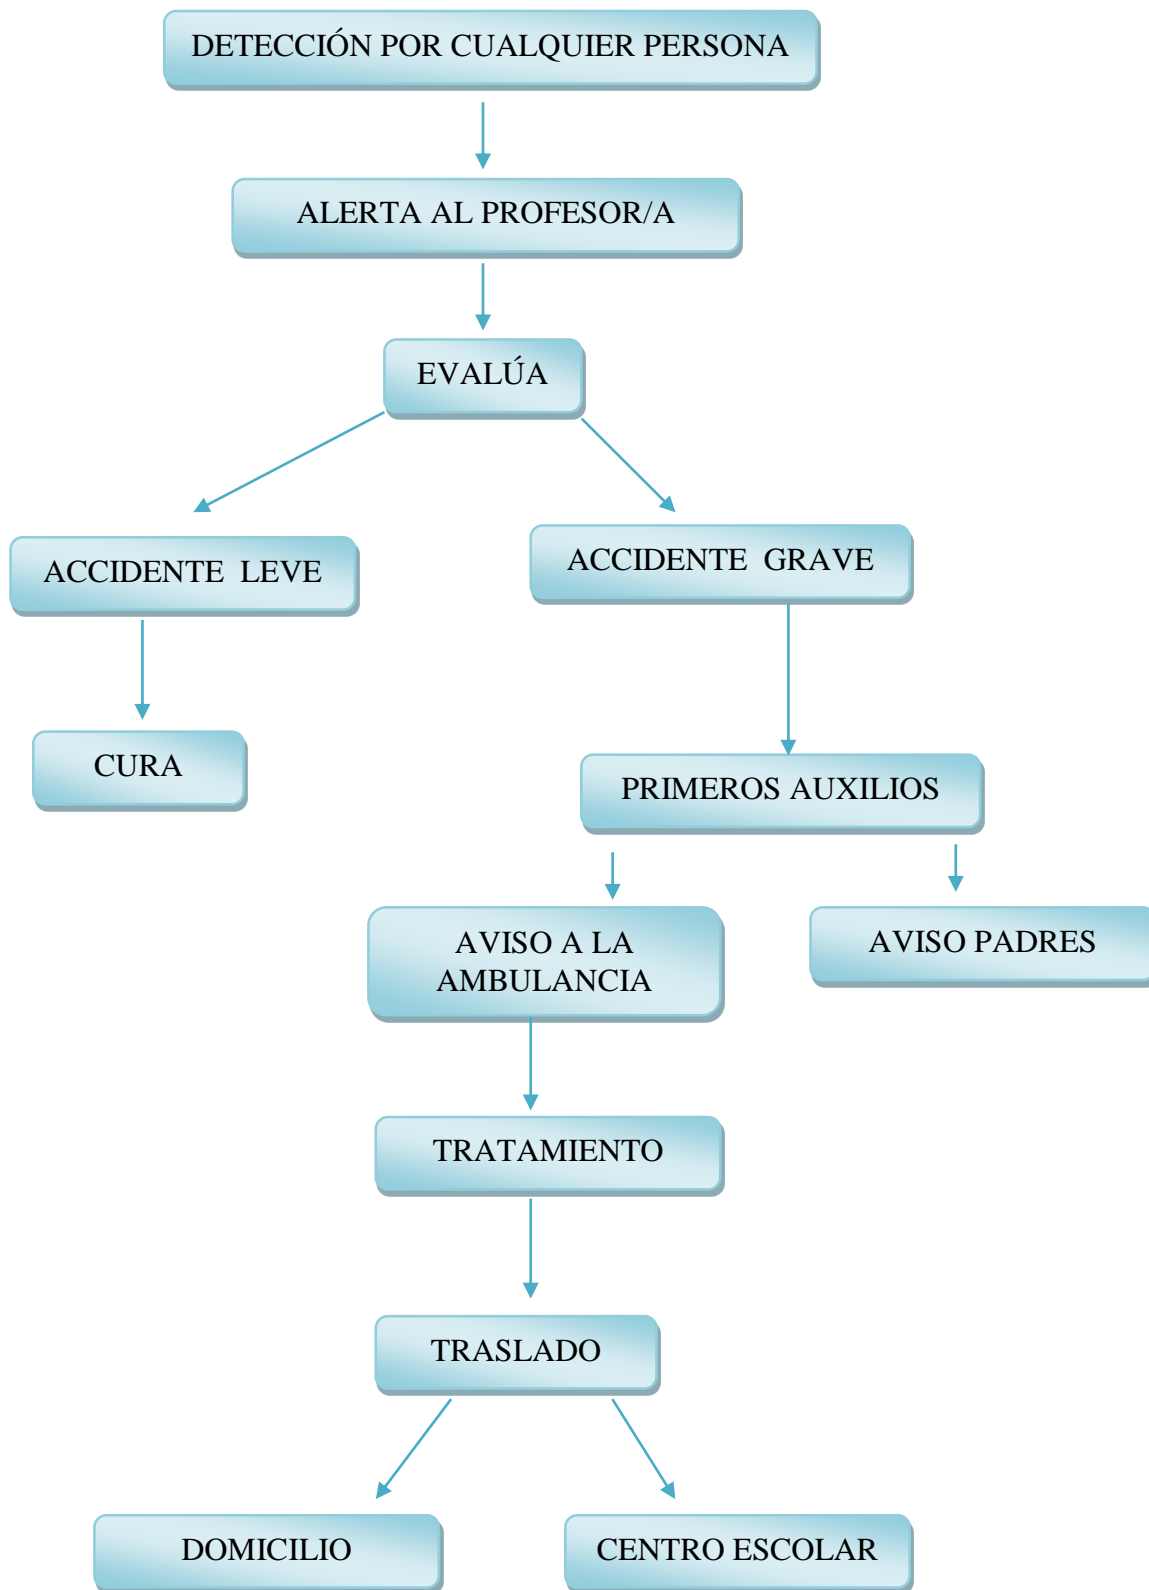 DETECCIÓN POR CUALQUIER PERSONA
ALERTA AL PROFESOR/A
EVALÚA
ACCIDENTE LEVE
ACCIDENTE GRAVE
CURA
PRIMEROS AUXILIOS
AVISO A LA
AMBULANCIA
AVISO PADRES
TRATAMIENTO
TRASLADO
DOMICILIO
CENTRO ESCOLAR